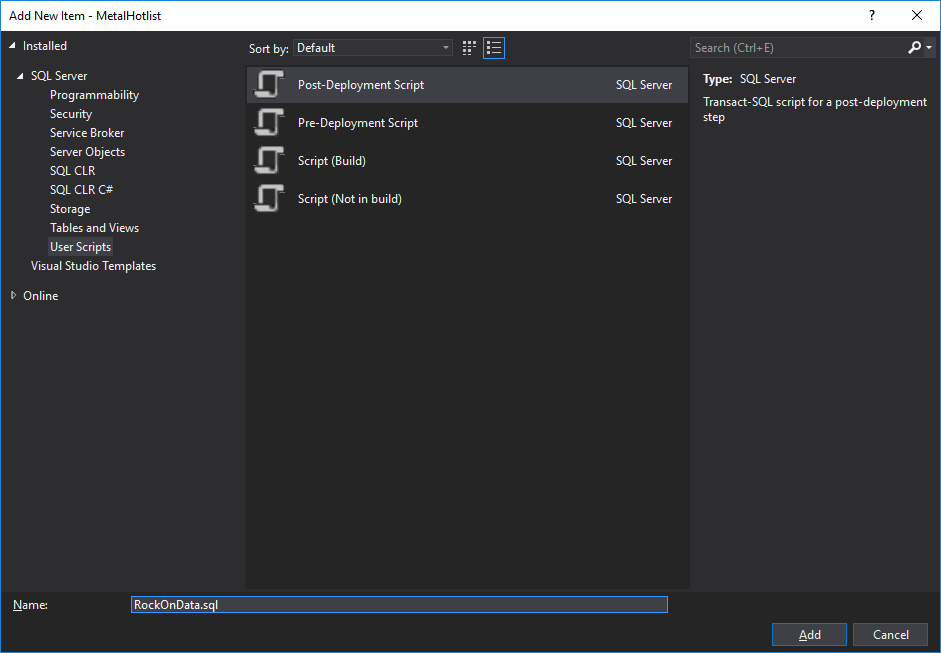 Add New Item - MetalHotlist
?
Installed
SQL Server
Programmability
Security
Service Broker
Server Objects
SQL CLR
SQL CLR C#
Storage
Tables and Views
User Scripts
Visual Studio Templates
Online
Sort by: Default
Post-Deployment Script SQL Server
Pre-Deployment Script SQL Server
Script (Build) SQL Server
Script (Not in build) SQL Server
Search (Ctrl+E)
Type: SQL Server
Transact-SQL script for a post-deployment
step
Name: RockOnData.sql
Add Cancel